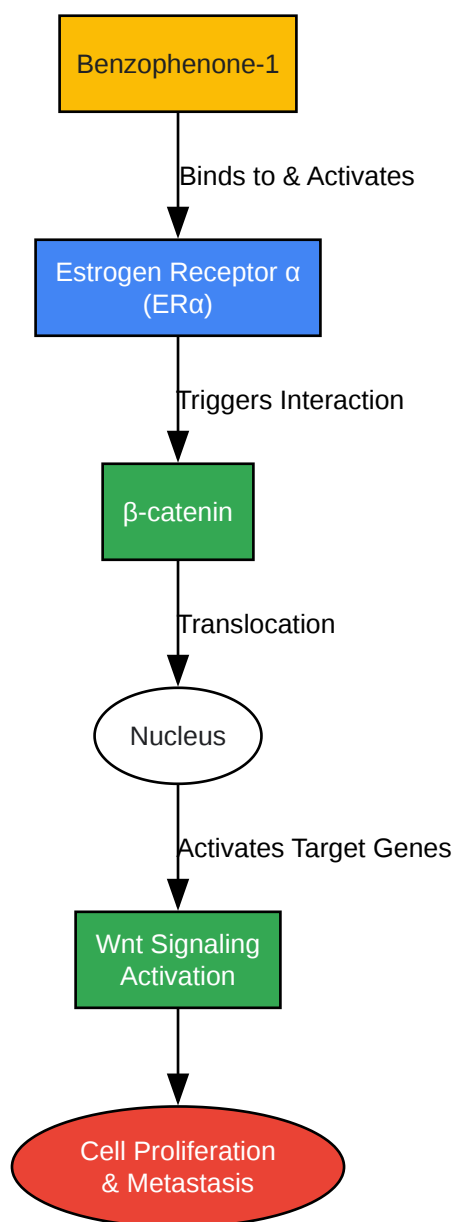 Benzophenone-1
Binds to & Activates
Estrogen Receptor α
(ERα)
Triggers Interaction
β-catenin
Translocation
Nucleus
Activates Target Genes
Wnt Signaling
Activation
Cell Proliferation
& Metastasis